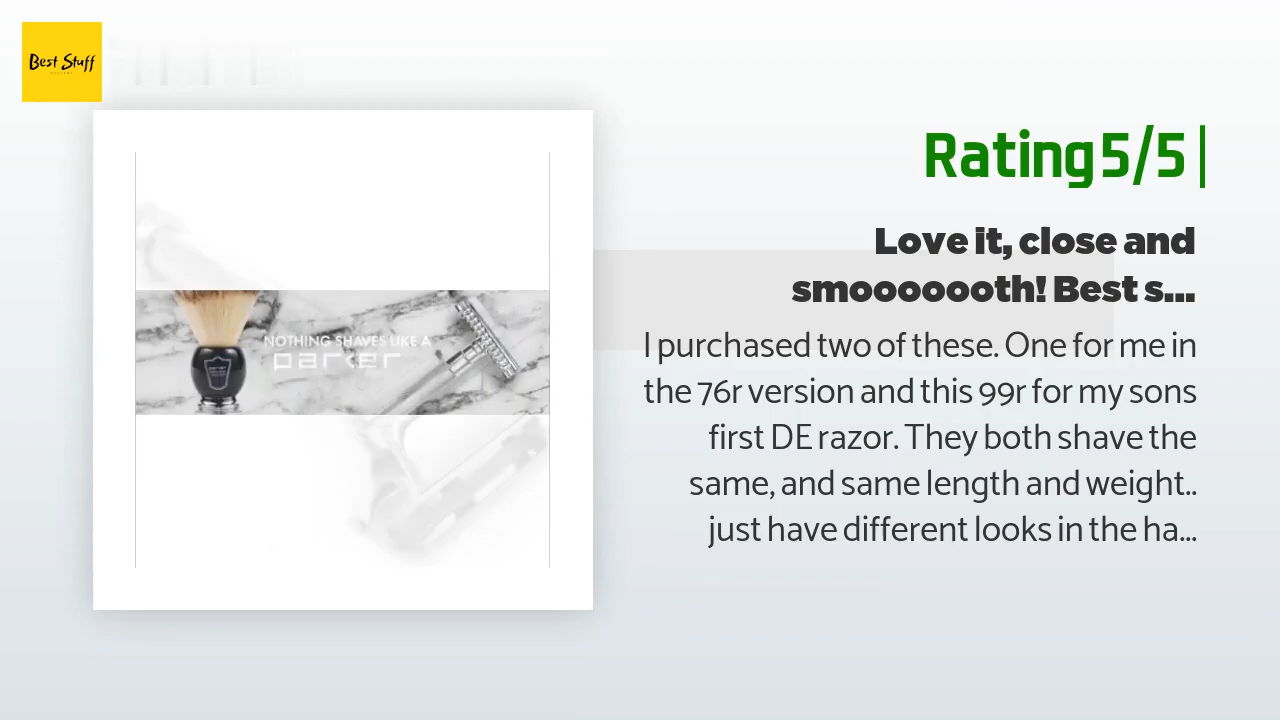 Best Stuff
Rating 5/5
Love it, close and
smooooooth! Best s...
I purchased two of these. One for me in
the 76r version and this 99r for my sons
first DE razor. They both shave the
same, and same length and weight..
just have different looks in the ha...
NOTHING SHAVES LIKE A
parker